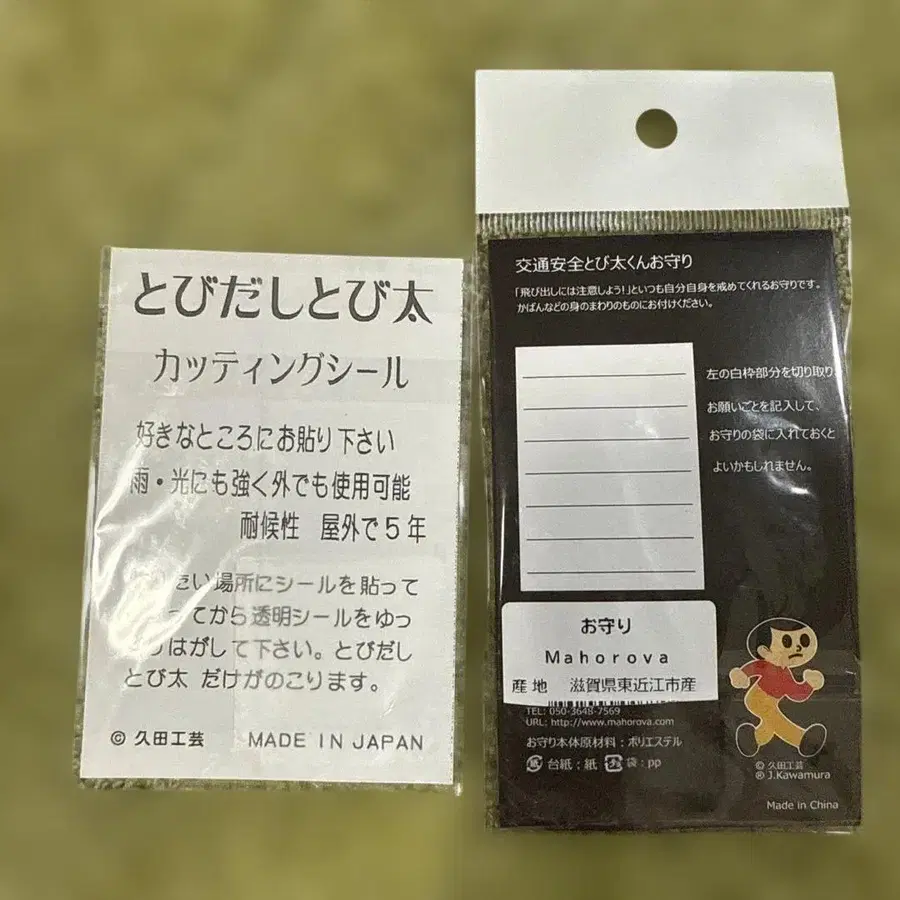 とびだしとび太
カッティングシール
好きなところにお貼り下さい
雨・光にも強く外でも使用可能
耐候性 屋外で5年
たい場所にシールを貼って
ってから透明シールをゆっ
はがして下さい。とびだし
とび太 だけがのこります。
© 久田工芸 MADE IN JAPAN
交通安全とび太くんお守り
「飛び出しには注意しよう!」といつも自分自身を戒めてくれるお守りです。
かばんなどの身のまわりのものにお付けください。
左の白枠部分を切り取り、
お願いごとを記入して、
お守りの袋に入れておくと
よいかもしれません。
お守り
Mahorova
産地 滋賀県東近江市産
TEL: 050-3648-7569
URL: http://www.mahorova.com
お守り本体原材料:ポリエステル
台紙:紙 袋:pp
© 久田工芸
® J.Kawamura
Made in China